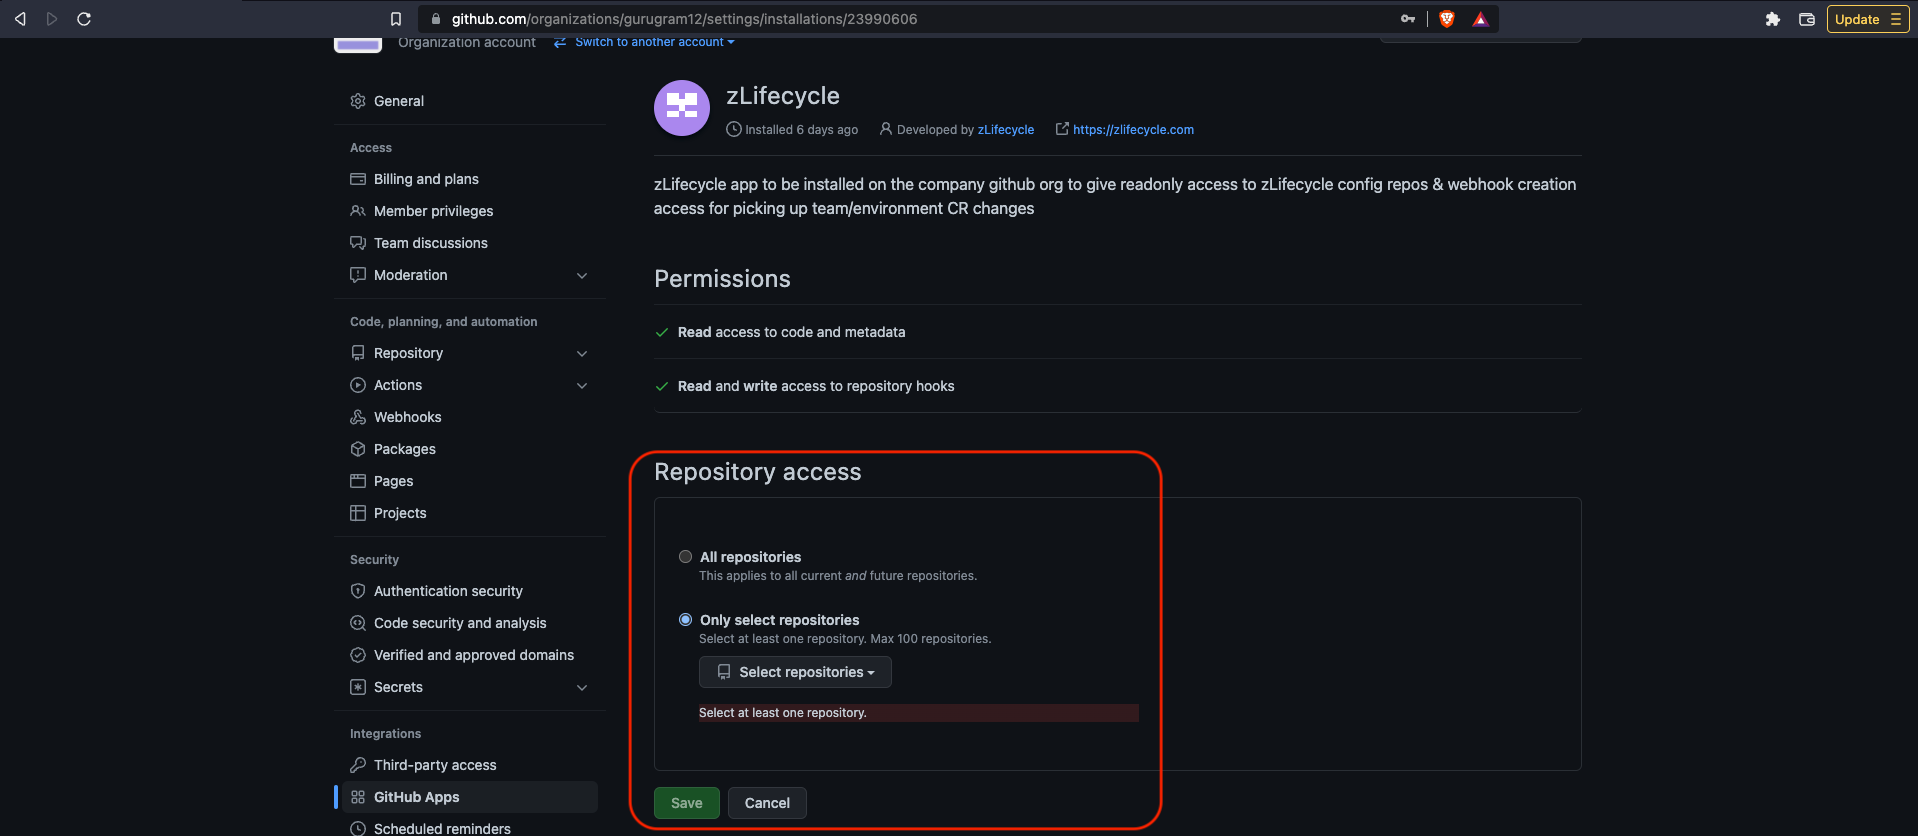 github.com/organizations/gurugram12/settings/installations/23990606
Update
Organization account
Switch to another account
General
Access
Billing and plans
Member privileges
Team discussions
Moderation
Code, planning, and automation
Repository
Actions
Webhooks
Packages
Pages
Projects
Security
Authentication security
Code security and analysis
Verified and approved domains
Secrets
Integrations
Third-party access
GitHub Apps
Scheduled reminders
zLifecycle
Installed 6 days ago
Developed by zLifecycle
https://zlifecycle.com
zLifecycle app to be installed on the company github org to give readonly access to zLifecycle config repos & webhook creation
access for picking up team/environment CR changes
Permissions
Read access to code and metadata
Read and write access to repository hooks
Repository access
All repositories
This applies to all current and future repositories.
Only select repositories
Select at least one repository. Max 100 repositories.
Select repositories
Select at least one repository.
Save
Cancel